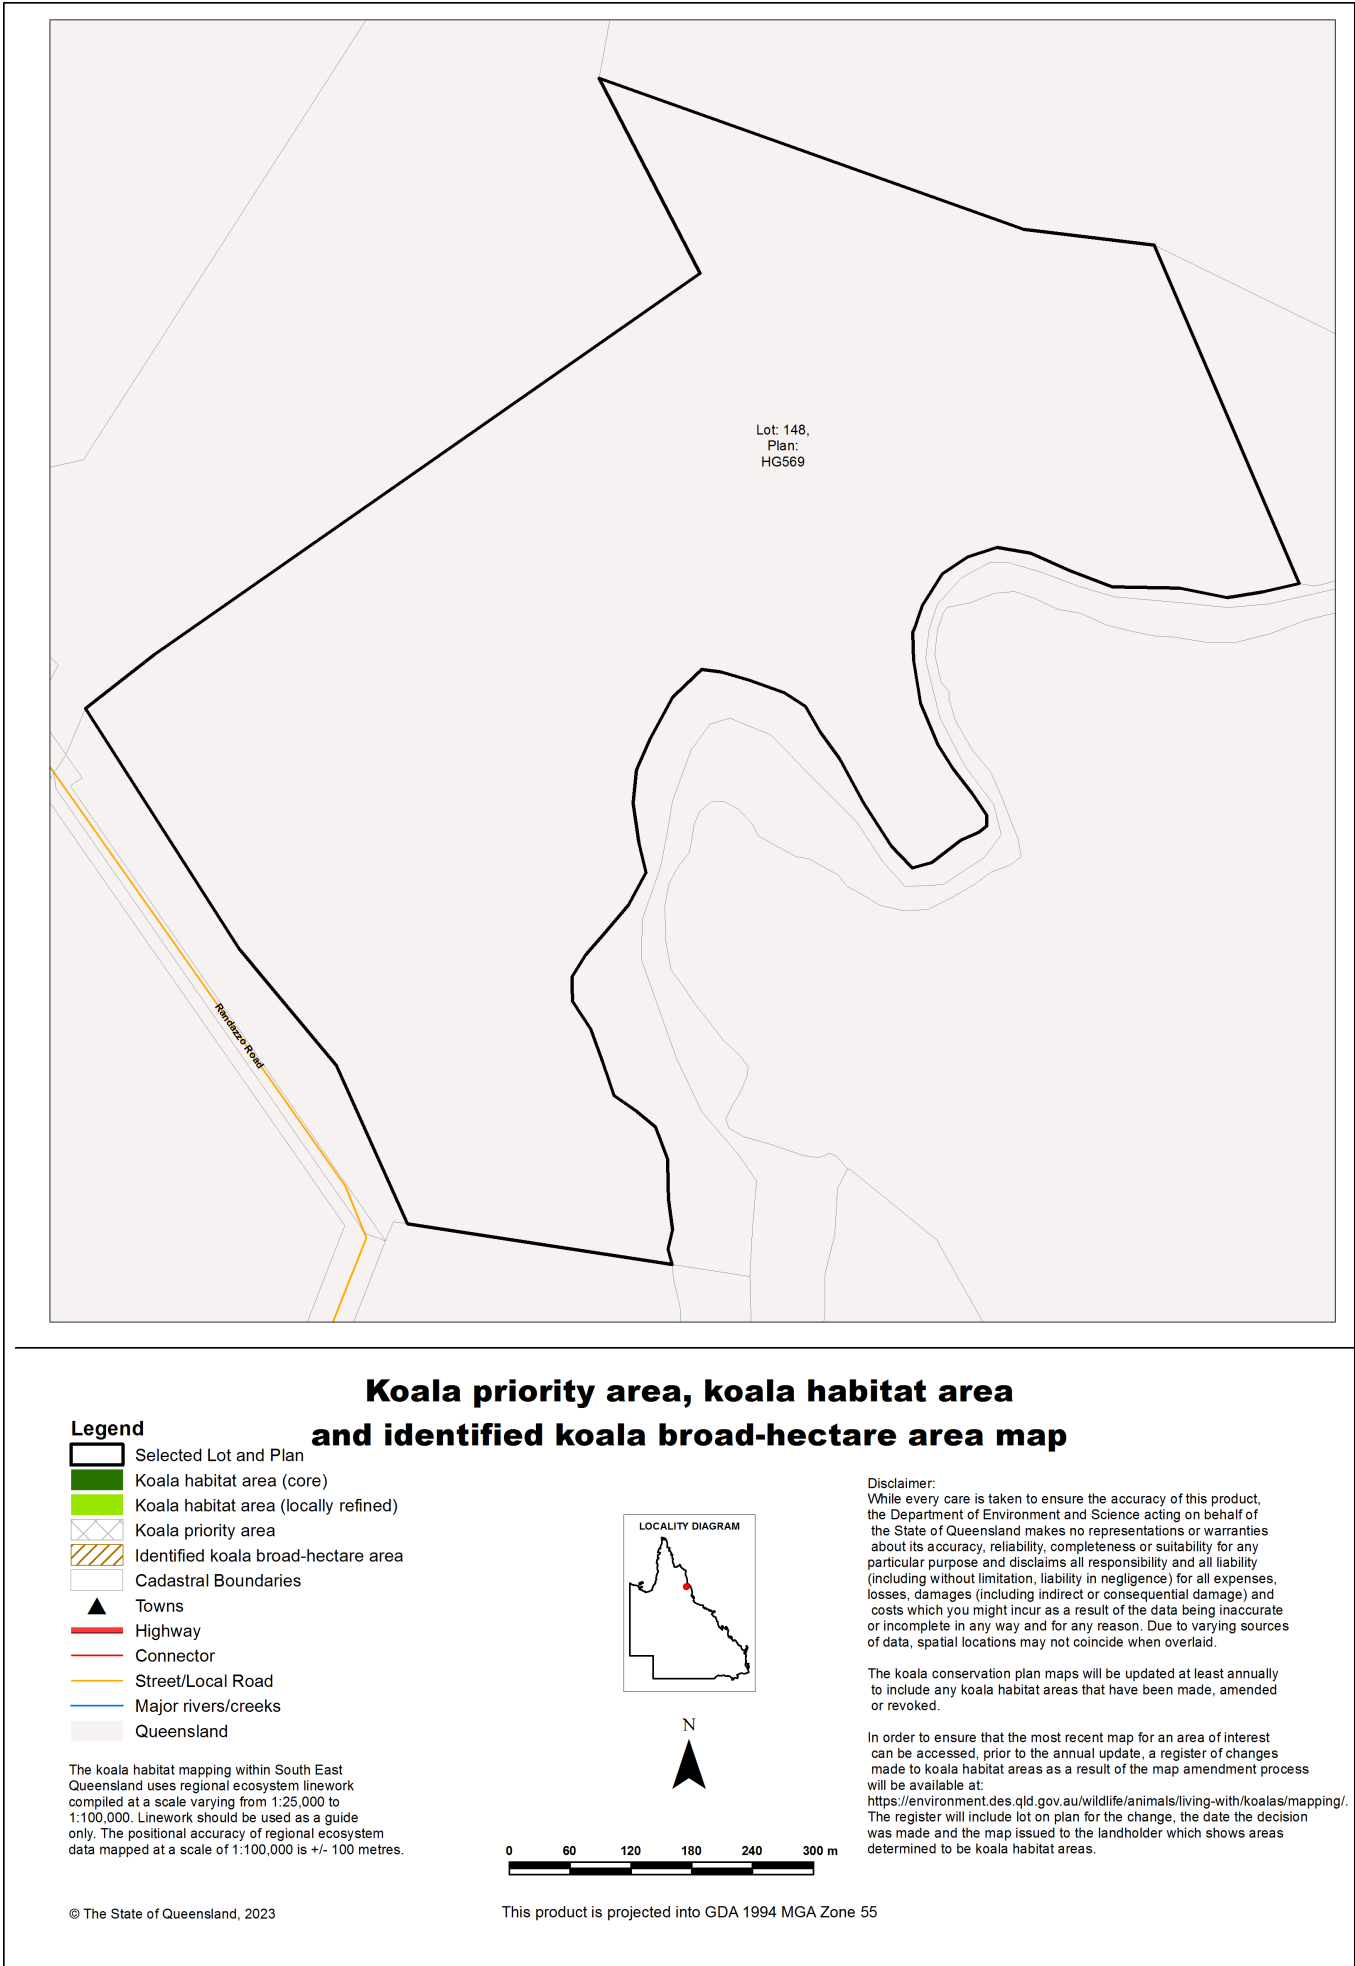 Lot: 148,
Plan:
HG569
Randazzo Road
Koala priority area, koala habitat area
and identified koala broad-hectare area map
Legend
Selected Lot and Plan
Koala habitat area (core)
Koala habitat area (locally refined)
Koala priority area
Identified koala broad-hectare area
Cadastral Boundaries
Towns
Highway
Connector
Street/Local Road
Major rivers/creeks
Queensland
The koala habitat mapping within South East
Queensland uses regional ecosystem linework
compiled at a scale varying from 1:25,000 to
1:100,000. Linework should be used as a guide
only. The positional accuracy of regional ecosystem
data mapped at a scale of 1:100,000 is +/- 100 metres.
© The State of Queensland, 2023
LOCALITY DIAGRAM
N
0 60 120 180 240 300 m
This product is projected into GDA 1994 MGA Zone 55
Disclaimer:
While every care is taken to ensure the accuracy of this product,
the Department of Environment and Science acting on behalf of
the State of Queensland makes no representations or warranties
about its accuracy, reliability, completeness or suitability for any
particular purpose and disclaims all responsibility and all liability
(including without limitation, liability in negligence) for all expenses,
losses, damages (including indirect or consequential damage) and
costs which you might incur as a result of the data being inaccurate
or incomplete in any way and for any reason. Due to varying sources
of data, spatial locations may not coincide when overlaid.
The koala conservation plan maps will be updated at least annually
to include any koala habitat areas that have been made, amended
or revoked.
In order to ensure that the most recent map for an area of interest
can be accessed, prior to the annual update, a register of changes
made to koala habitat areas as a result of the map amendment process
will be available at:
https://environment.des.qld.gov.au/wildlife/animals/living-with/koalas/mapping/.
The register will include lot on plan for the change, the date the decision
was made and the map issued to the landholder which shows areas
determined to be koala habitat areas.